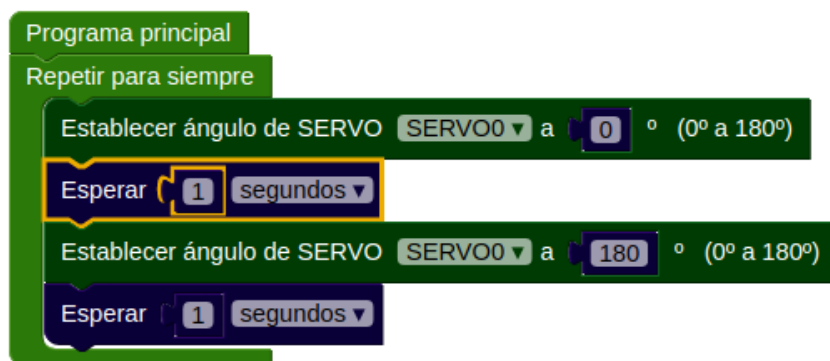 Programa principal
Repetir para siempre
Establecer ángulo de SERVO SERVO0 a 0 º (0º a 180º)
Esperar 1 segundos
Establecer ángulo de SERVO SERVO0 a 180 º (0º a 180º)
Esperar 1 segundos